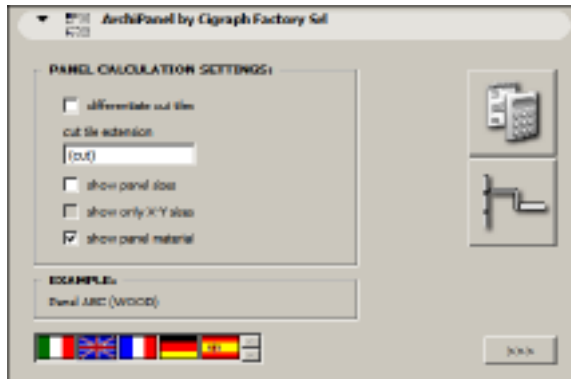 ArchiPanel by Cigraph Factory Srl
PANEL CALCULATION SETTINGS:
differentiate cut tiles
cut tile extension
(cut)
show panel sizes
show only X-Y sizes
show panel material
EXAMPLE:
Panel ABC (WOOD)
>>>